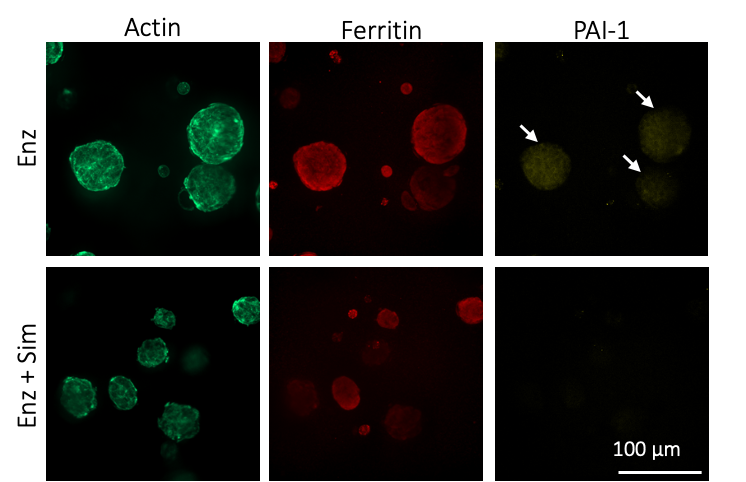 Actin
Ferritin
PAI-1
Enz
Enz + Sim
100 µm